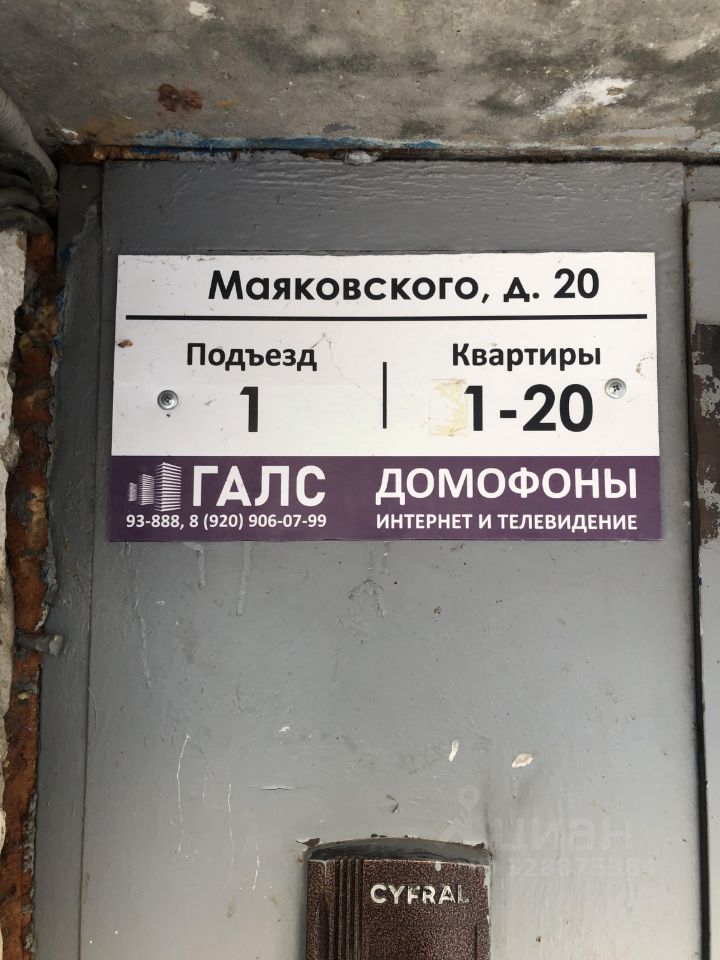 Маяковского, д. 20
Подъезд
Квартиры
1
1-20
ГАЛС
ДОМОФОНЫ
93-888, 8 (920) 906-07-99
ИНТЕРНЕТ И ТЕЛЕВИДЕНИЕ
циан
CYFRAL